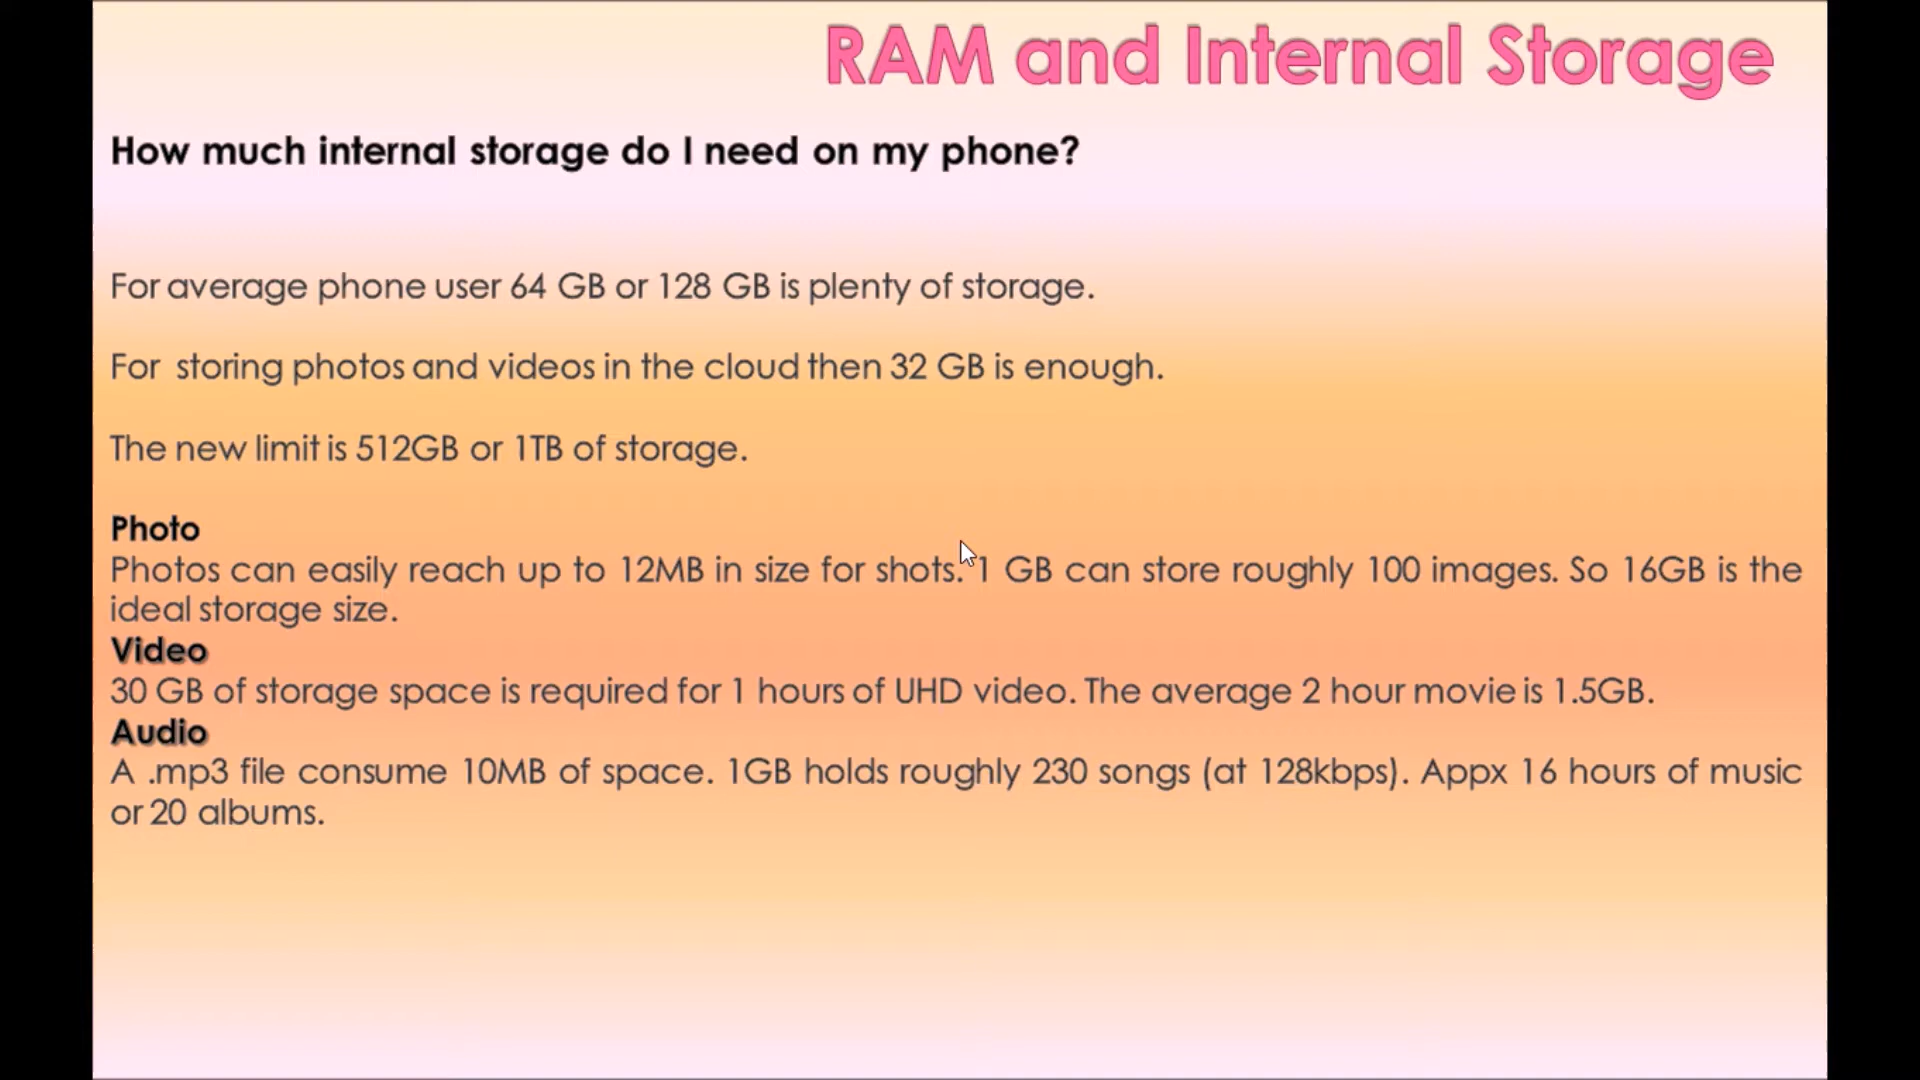 RAM and Internal Storage
How much internal storage do I need on my phone?
For average phone user 64 GB or 128 GB is plenty of storage.
For storing photos and videos in the cloud then 32 GB is enough.
The new limit is 512GB or 1TB of storage.
Photo
Photos can easily reach up to 12MB in size for shots. 1 GB can store roughly 100 images. So 16GB is the
ideal storage size.
Video
30 GB of storage space is required for 1 hours of UHD video. The average 2 hour movie is 1.5GB.
Audio
A .mp3 file consume 10MB of space. 1GB holds roughly 230 songs (at 128kbps). Appx 16 hours of music
or 20 albums.